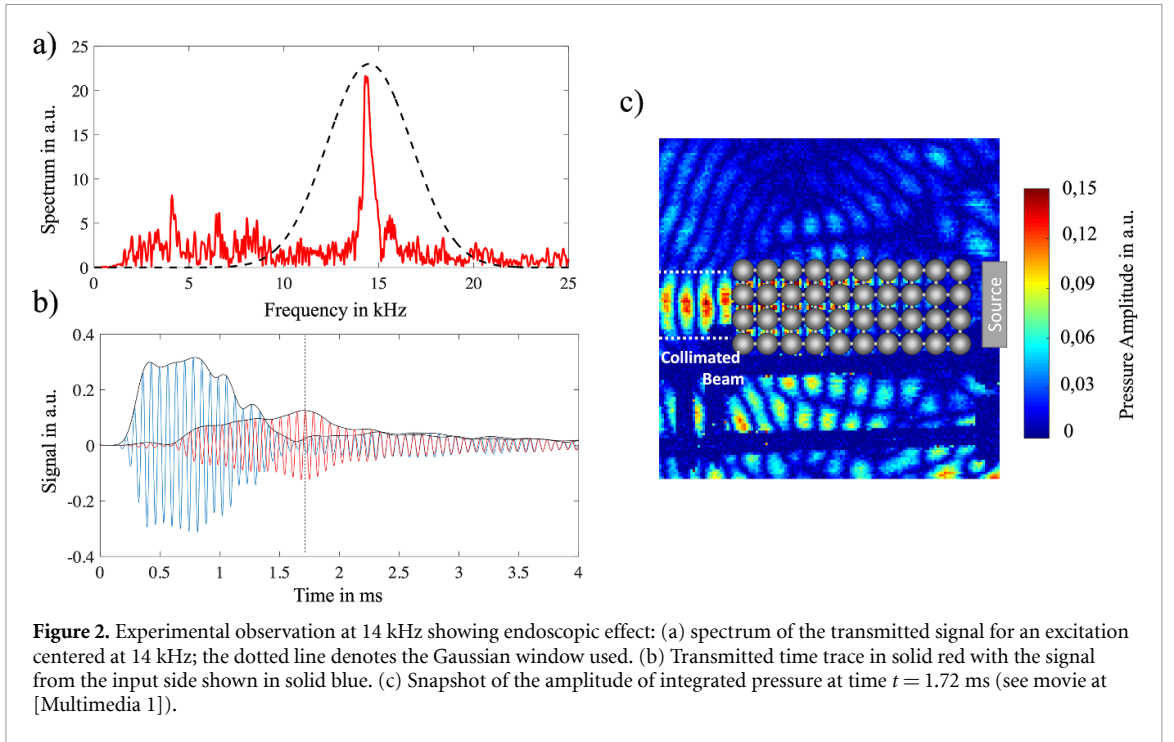 a)
25
20
15
10
5
0
Spectrum in a.u.
0 5 10 15 20 25
Frequency in kHz
b)
0.4
0.2
0
-0.2
-0.4
Signal in a.u.
0 0.5 1 1.5 2 2.5 3 3.5 4
Time in ms
c)
Source
Collimated
Beam
0,15
0,12
0,09
0,06
0,03
0
Pressure Amplitude in a.u.
Figure 2. Experimental observation at 14 kHz showing endoscopic effect: (a) spectrum of the transmitted signal for an excitation
centered at 14 kHz; the dotted line denotes the Gaussian window used. (b) Transmitted time trace in solid red with the signal
from the input side shown in solid blue. (c) Snapshot of the amplitude of integrated pressure at time t = 1.72 ms (see movie at
[Multimedia 1]).